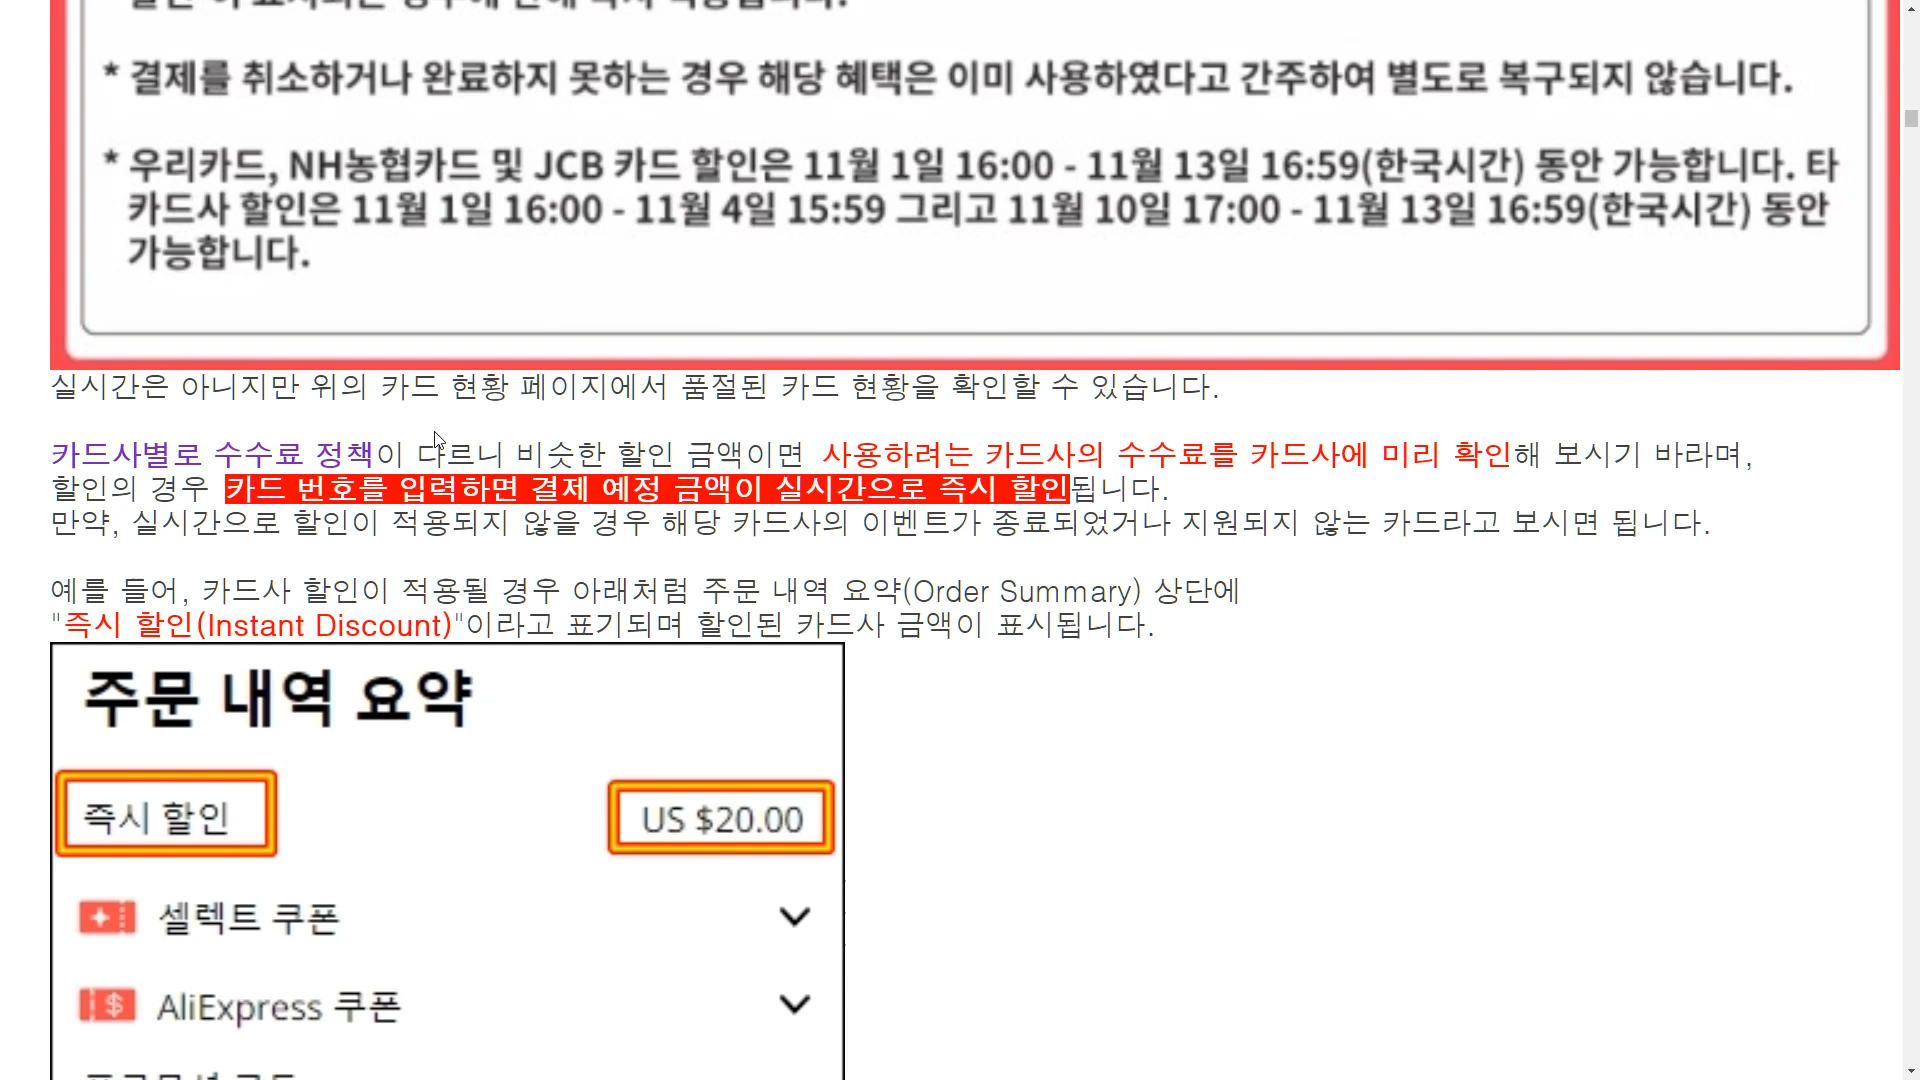 * 결제를 취소하거나 완료하지 못하는 경우 해당 혜택은 이미 사용하였다고 간주하여 별도로 복구되지 않습니다.
* 우리카드, NH농협카드 및 JCB 카드 할인은 11월 1일 16:00 - 11월 13일 16:59(한국시간) 동안 가능합니다. 타
카드사 할인은 11월 1일 16:00 - 11월 4일 15:59 그리고 11월 10일 17:00 - 11월 13일 16:59(한국시간) 동안
가능합니다.
실시간은 아니지만 위의 카드 현황 페이지에서 품절된 카드 현황을 확인할 수 있습니다.
카드사별로 수수료 정책이 다르니 비슷한 할인 금액이면 사용하려는 카드사의 수수료를 카드사에 미리 확인해 보시기 바라며,
할인의 경우 카드 번호를 입력하면 결제 예정 금액이 실시간으로 즉시 할인됩니다.
만약, 실시간으로 할인이 적용되지 않을 경우 해당 카드사의 이벤트가 종료되었거나 지원되지 않는 카드라고 보시면 됩니다.
예를 들어, 카드사 할인이 적용될 경우 아래처럼 주문 내역 요약(Order Summary) 상단에
"즉시 할인(Instant Discount)"이라고 표기되며 할인된 카드사 금액이 표시됩니다.
주문 내역 요약
즉시 할인 US $20.00
셀렉트 쿠폰
AliExpress 쿠폰